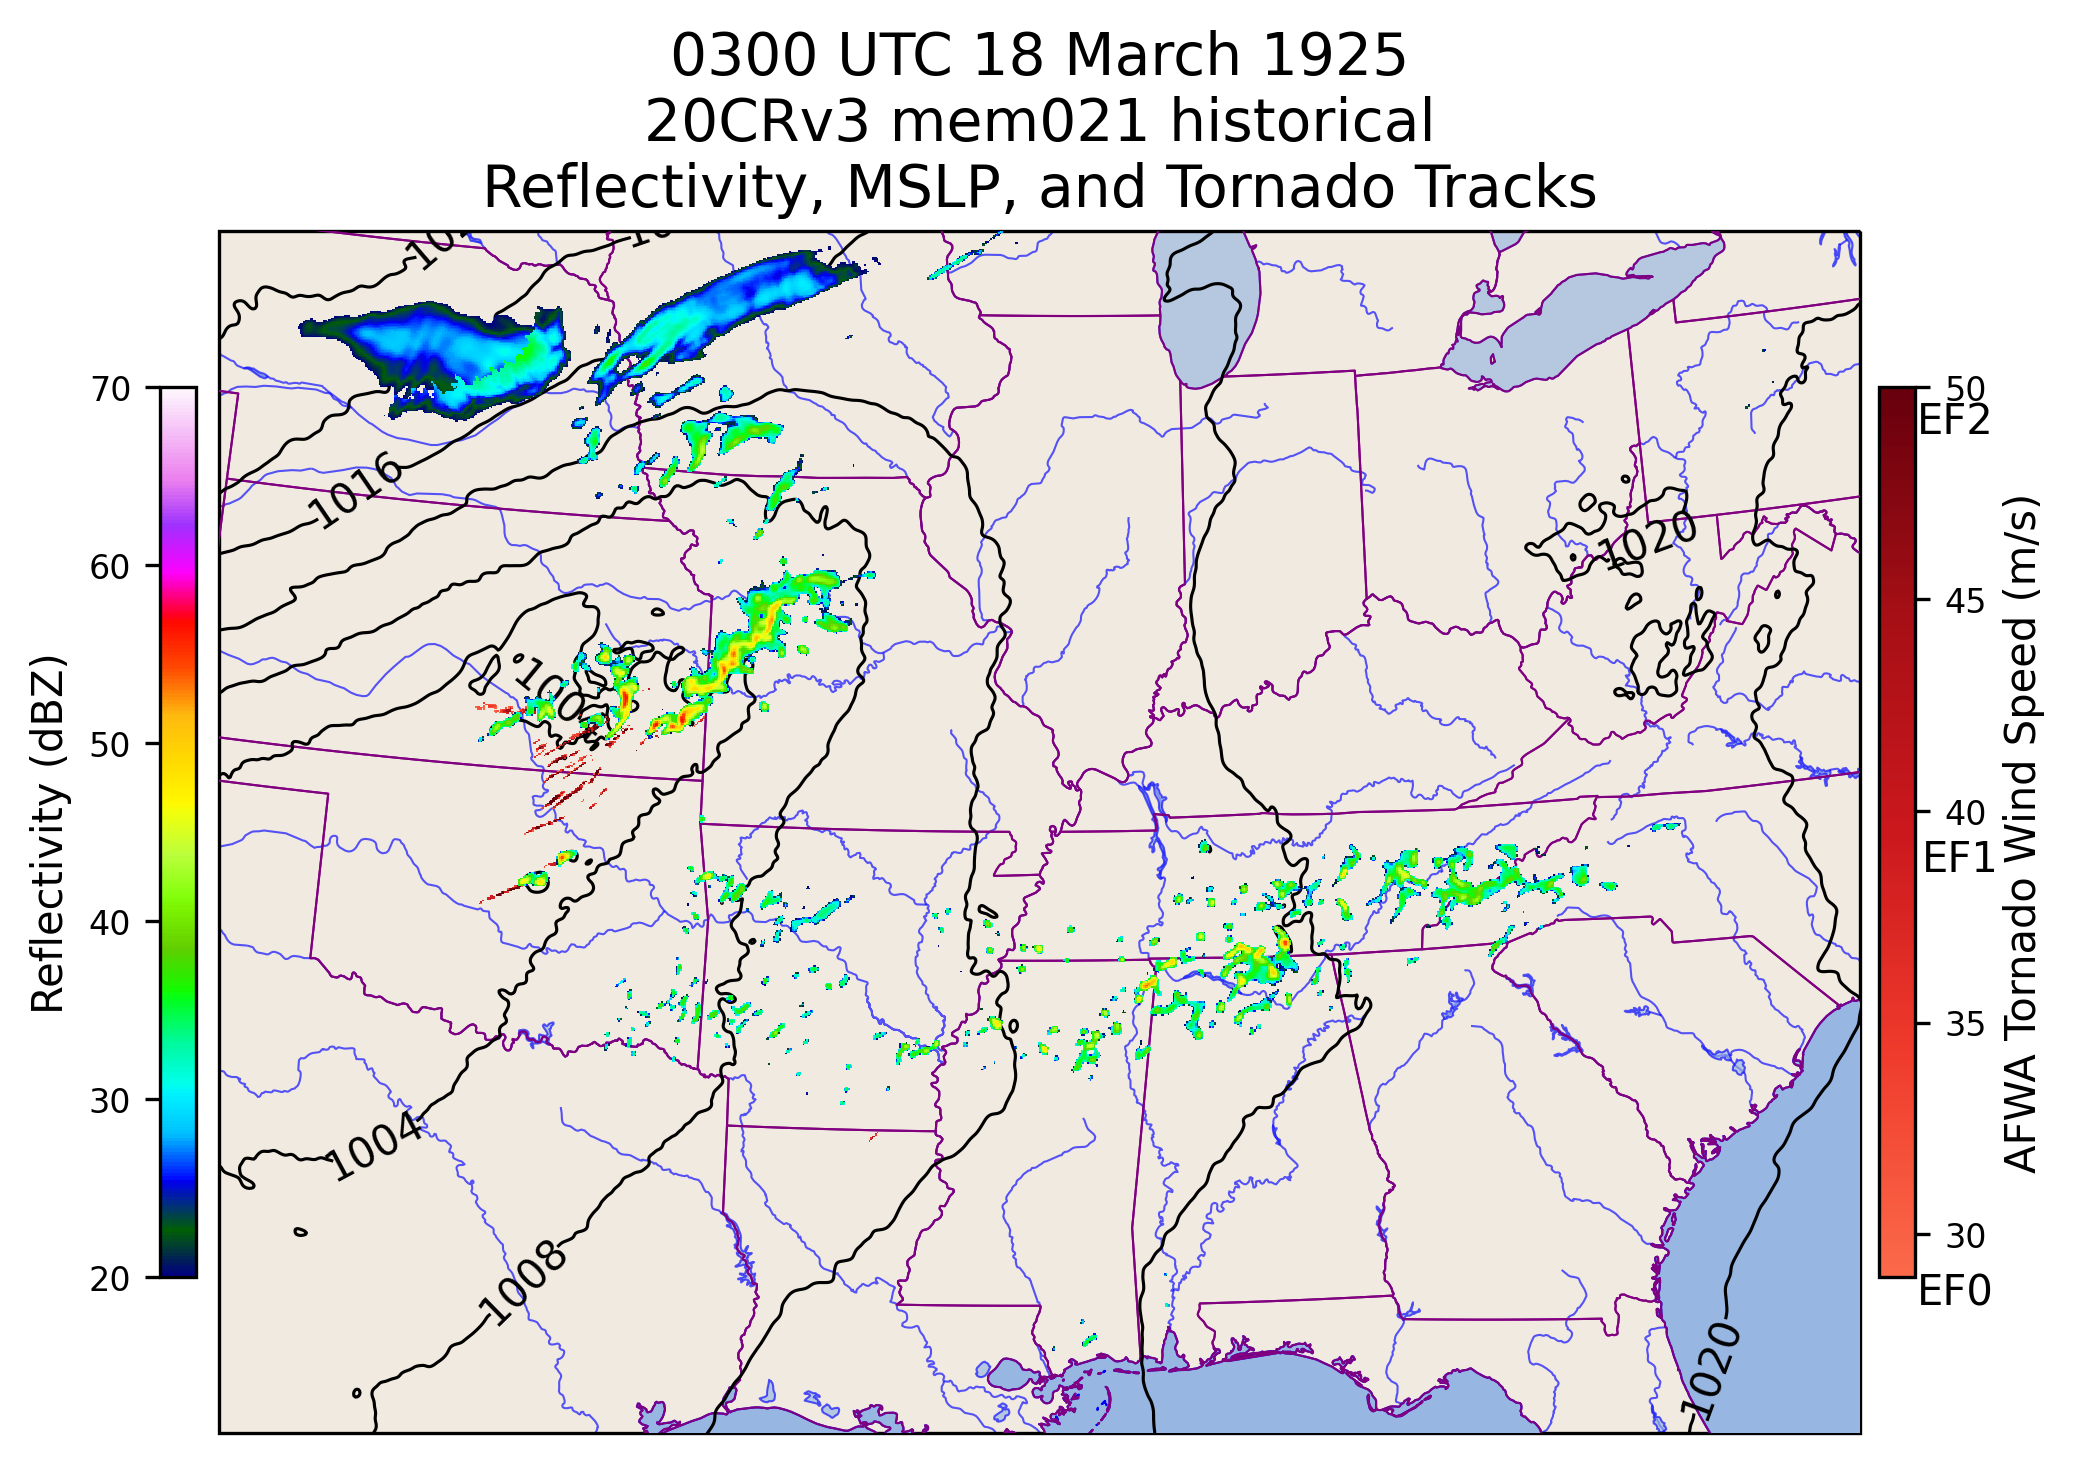 0300 UTC 18 March 1925
20CRv3 mem021 historical
Reflectivity, MSLP, and Tornado Tracks
Reflectivity (dBZ)
70
60
50
40
30
20
1016
1004
1008
1020
1020
50
EF2
45
40
EF1
35
30
EF0
AFWA Tornado Wind Speed (m/s)